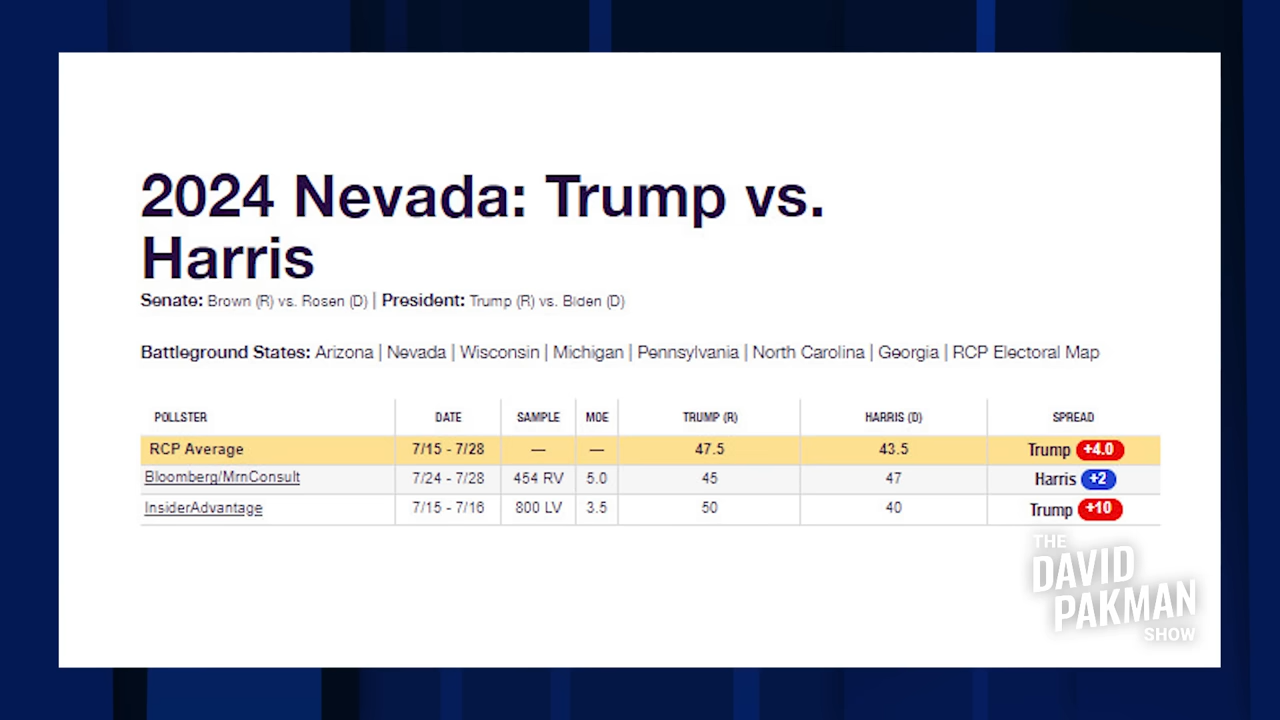 2024 Nevada: Trump vs.
Harris
Senate: Brown (R) vs. Rosen (D) | President: Trump (R) vs. Biden (D)
Battleground States: Arizona | Nevada | Wisconsin | Michigan | Pennsylvania | North Carolina | Georgia | RCP Electoral Map
POLLSTER DATE SAMPLE MOE TRUMP (R) HARRIS (D) SPREAD
RCP Average 7/15 - 7/28 — — 47.5 43.5 Trump +4.0
Bloomberg/MrnConsult 7/24 - 7/28 454 RV 5.0 45 47 Harris +2
InsiderAdvantage 7/15 - 7/16 800 LV 3.5 50 40 Trump +10
THE
DAVID
PAKMAN
SHOW